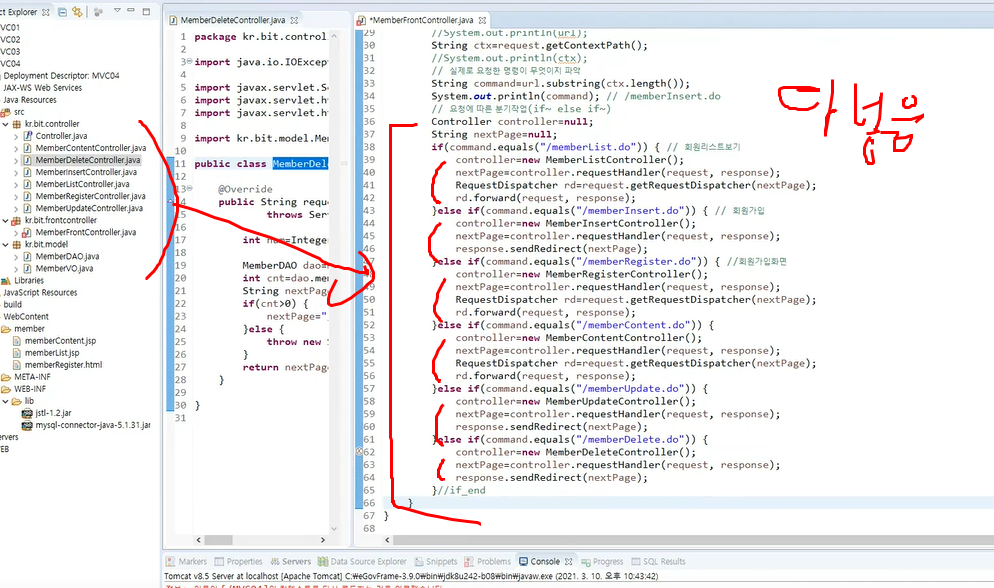 ct Explorer
MemberDeleteController.java
*MemberFrontController.java
VC01
VC02
VC03
VC04
Deployment Descriptor: MVC04
JAX-WS Web Services
Java Resources
src
kr.bit.controller
Controller.java
MemberContentController.java
MemberDeleteController.java
MemberInsertController.java
MemberListController.java
MemberRegisterController.java
MemberUpdateController.java
kr.bit.frontcontroller
MemberFrontController.java
kr.bit.model
MemberDAO.java
MemberVO.java
Libraries
JavaScript Resources
build
WebContent
member
memberContent.jsp
memberList.jsp
memberRegister.html
META-INF
WEB-INF
lib
jstl-1.2.jar
mysql-connector-java-5.1.31.jar
ervers
EB
1 package kr.bit.control
2
3 import java.io.IOExcep
5 import javax.servlet.S
6 import javax.servlet.ht
7 import javax.servlet.ht
8
9 import kr.bit.model.Mem
11 public class MemberDele
13 @Override
public String reque
15 throws Serv
17 int num=Integer
19 MemberDAO dao=n
20 int cnt=dao.mem
21 String nextPag
22 if(cnt>0) {
23 nextPage="
24 }else {
25 throw new S
26 }
27 return nextPage
28 }
29
30 }
31
29 //System.out.println(url);
30 String ctx=request.getContextPath();
31 //System.out.println(ctx);
32 // 실제로 요청한 명령이 무엇인지 파악
33 String command=url.substring(ctx.length());
34 System.out.println(command); // /memberInsert.do
35 // 요청에 따른 분기작업(if~ else if~)
36 Controller controller=null;
37 String nextPage=null;
38 if(command.equals("/memberList.do")) { // 회원리스트보기
39 controller=new MemberListController();
40 nextPage=controller.requestHandler(request, response);
41 RequestDispatcher rd=request.getRequestDispatcher(nextPage);
42 rd.forward(request, response);
43 }else if(command.equals("/memberInsert.do")) { // 회원가입
44 controller=new MemberInsertController();
45 nextPage=controller.requestHandler(request, response);
46 response.sendRedirect(nextPage);
}else if(command.equals("/memberRegister.do")) { //회원가입화면
controller=new MemberRegisterController();
49 nextPage=controller.requestHandler(request, response);
50 RequestDispatcher rd=request.getRequestDispatcher(nextPage);
51 rd.forward(request, response);
52 }else if(command.equals("/memberContent.do")) {
53 controller=new MemberContentController();
54 nextPage=controller.requestHandler(request, response);
55 RequestDispatcher rd=request.getRequestDispatcher(nextPage);
56 rd.forward(request, response);
57 }else if(command.equals("/memberUpdate.do")) {
58 controller=new MemberUpdateController();
59 nextPage=controller.requestHandler(request, response);
60 response.sendRedirect(nextPage);
61 }else if(command.equals("/memberDelete.do")) {
62 controller=new MemberDeleteController();
63 nextPage=controller.requestHandler(request, response);
64 response.sendRedirect(nextPage);
65 }//if_end
66 }
67 }
68
Markers Properties Servers Data Source Explorer Snippets Problems Console Progress SQL Results
Tomcat v8.5 Server at localhost [Apache Tomcat] C:₩eGovFrame-3.9.0₩bin₩jdk8u242-b08₩bin₩javaw.exe (2021. 3. 10. 오후 10:43:42)